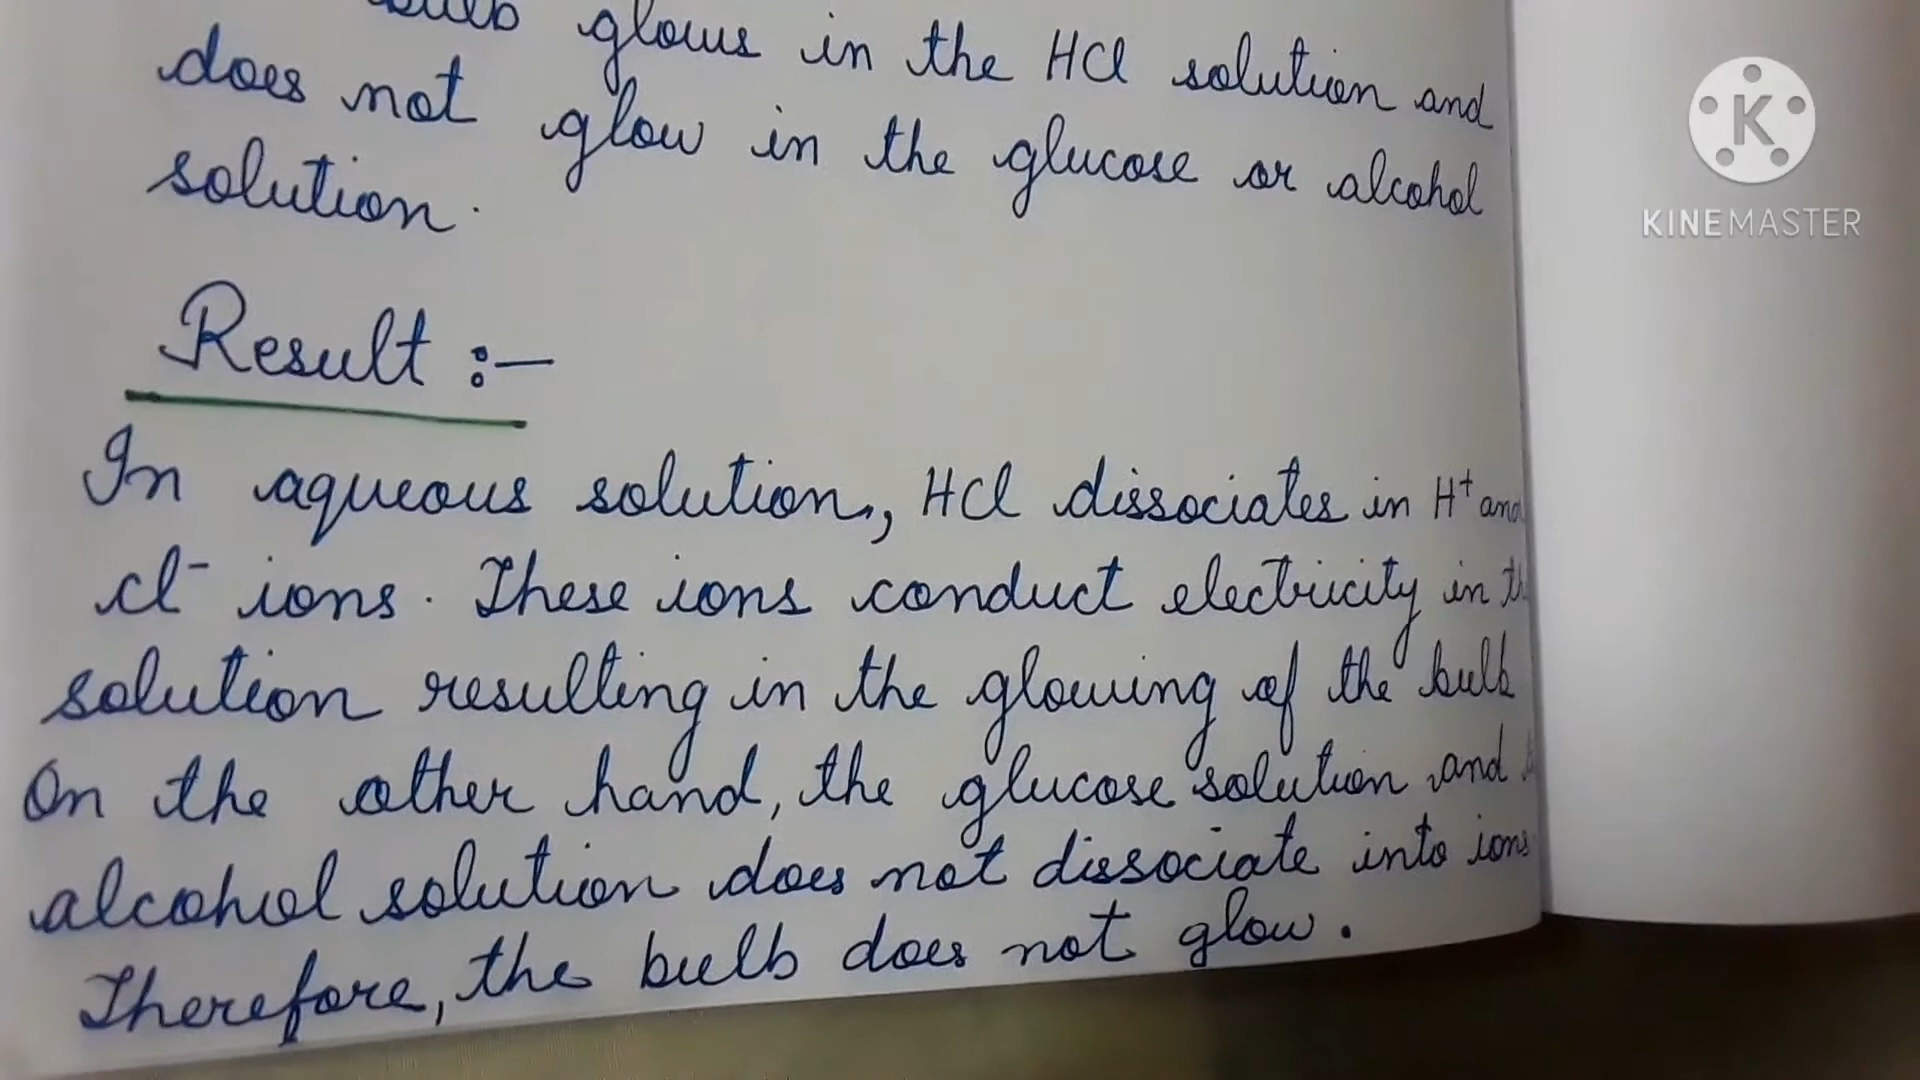 bulb glows in the HCl solution and
does not glow in the glucose or alcohol
solution.
Result :-
In aqueous solution, HCl dissociates in H⁺ and
Cl⁻ ions. These ions conduct electricity in
solution resulting in the glowing of the bulb
On the other hand, the glucose solution and
alcohol solution does not dissociate into ions
Therefore, the bulb does not glow.
K
KINEMASTER